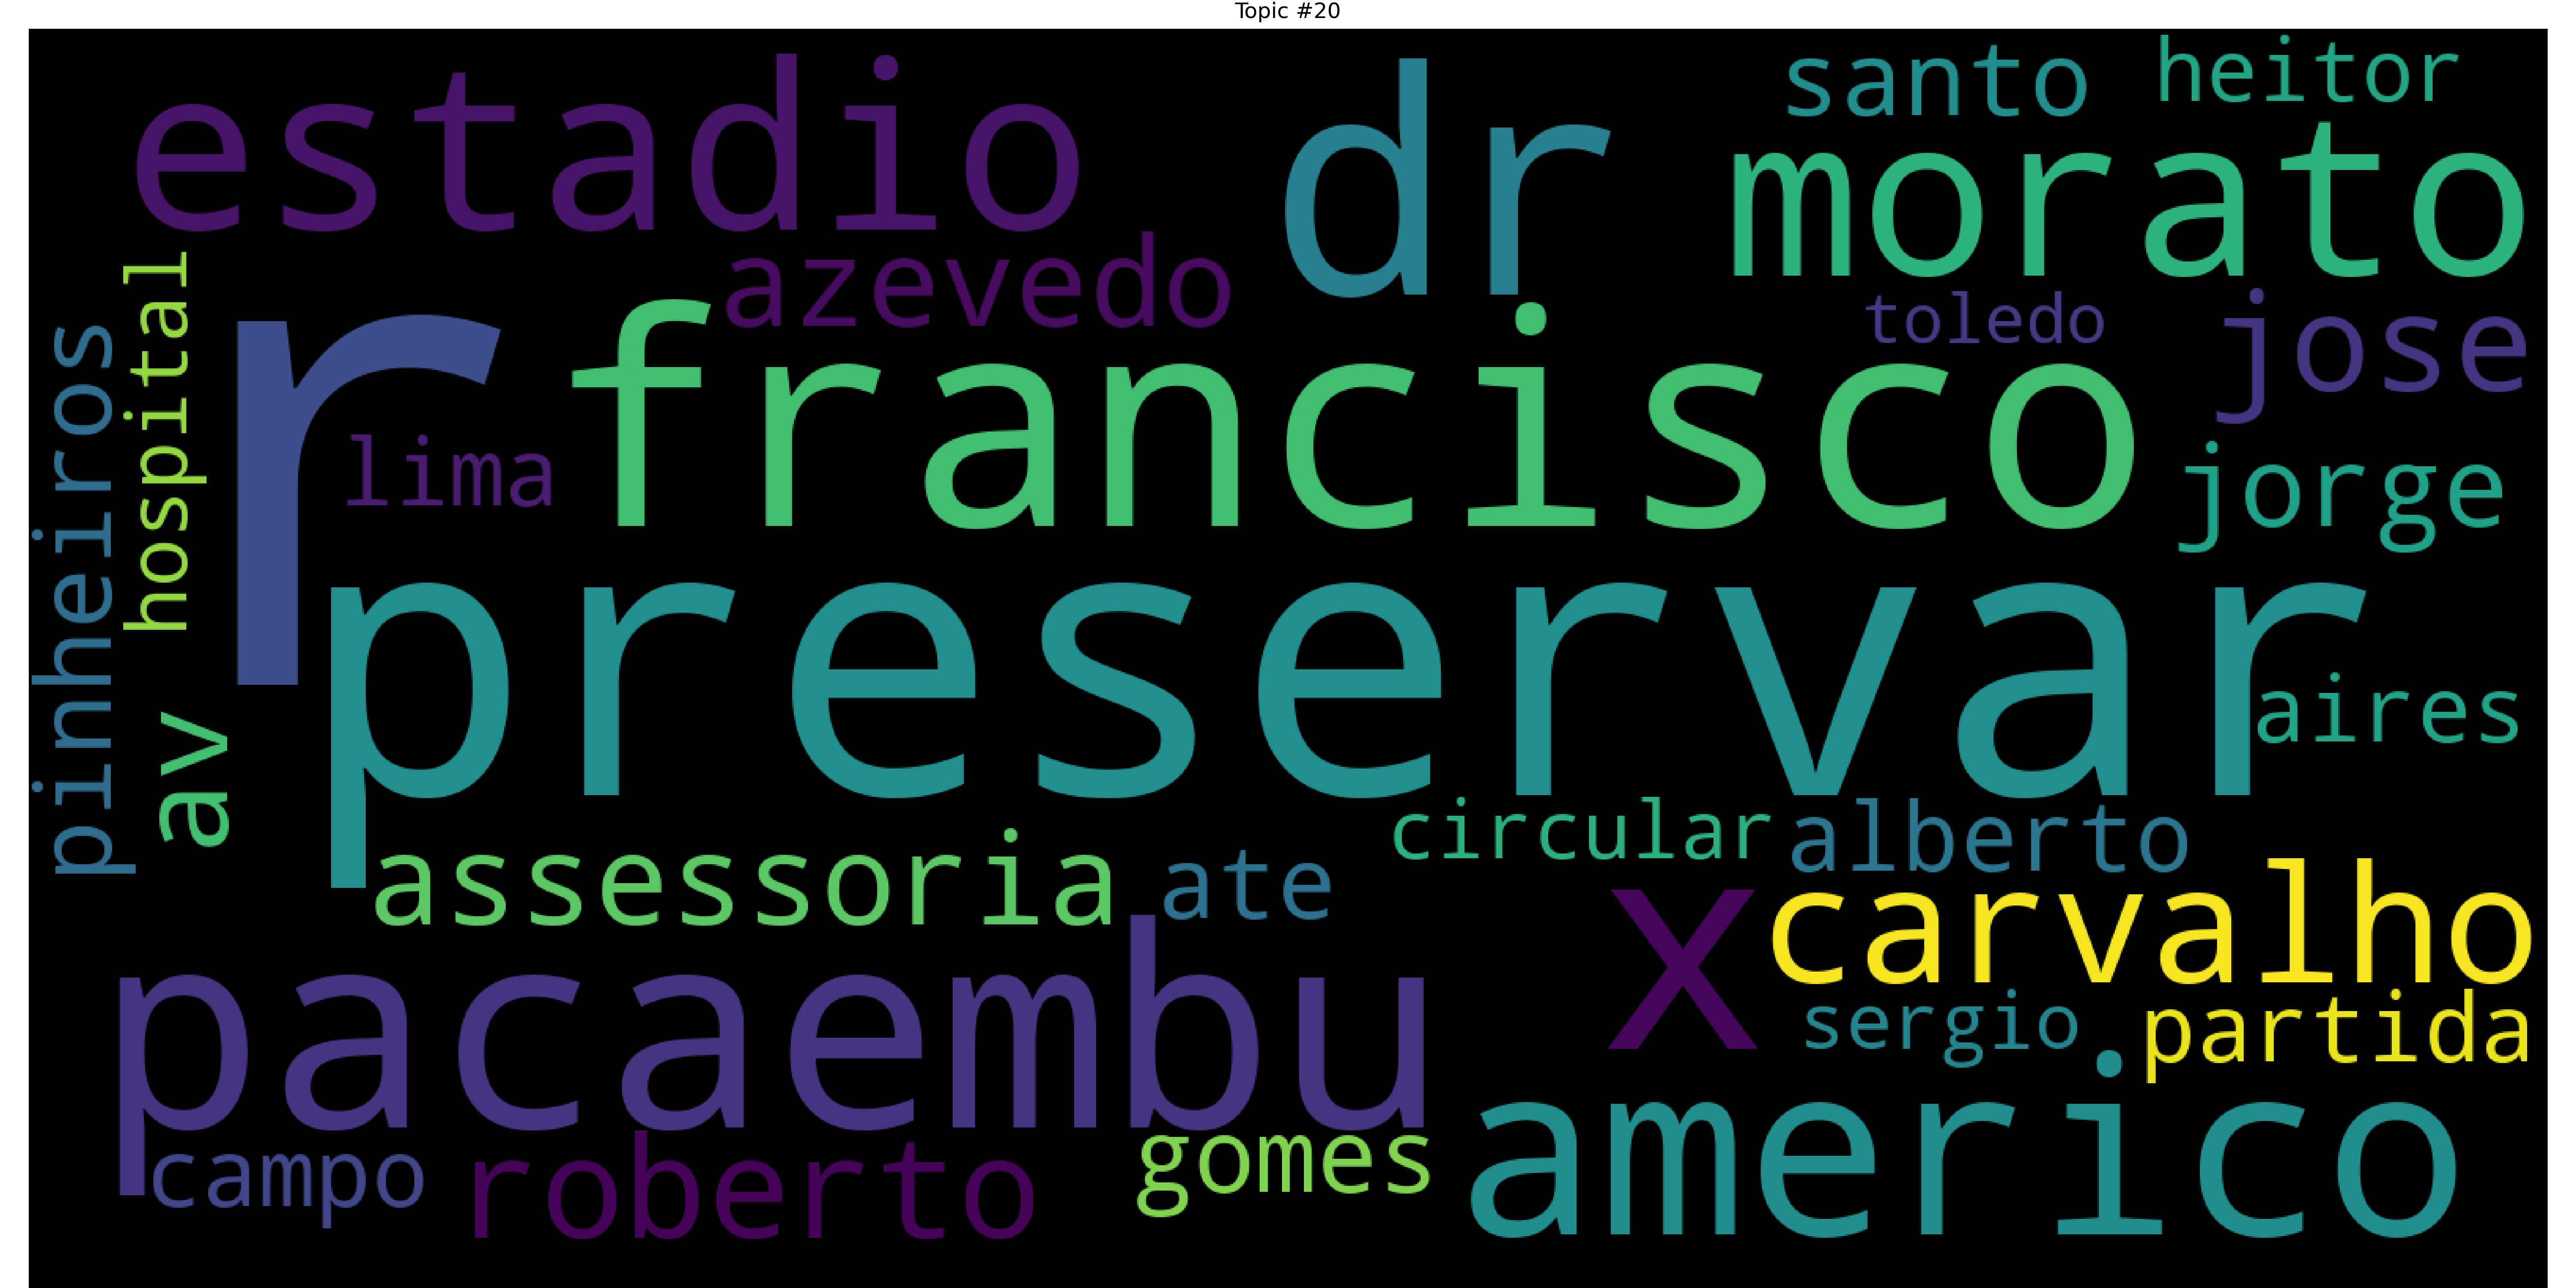 Topic #20
estadio
dr
santo
heitor
morato
azevedo
toledo
jose
hospital
pinheiros
r
francisco
lima
jorge
preservar
aires
av
circular
alberto
assessoria
ate
x
carvalho
pacaembu
sergio
partida
americo
campo
roberto
gomes